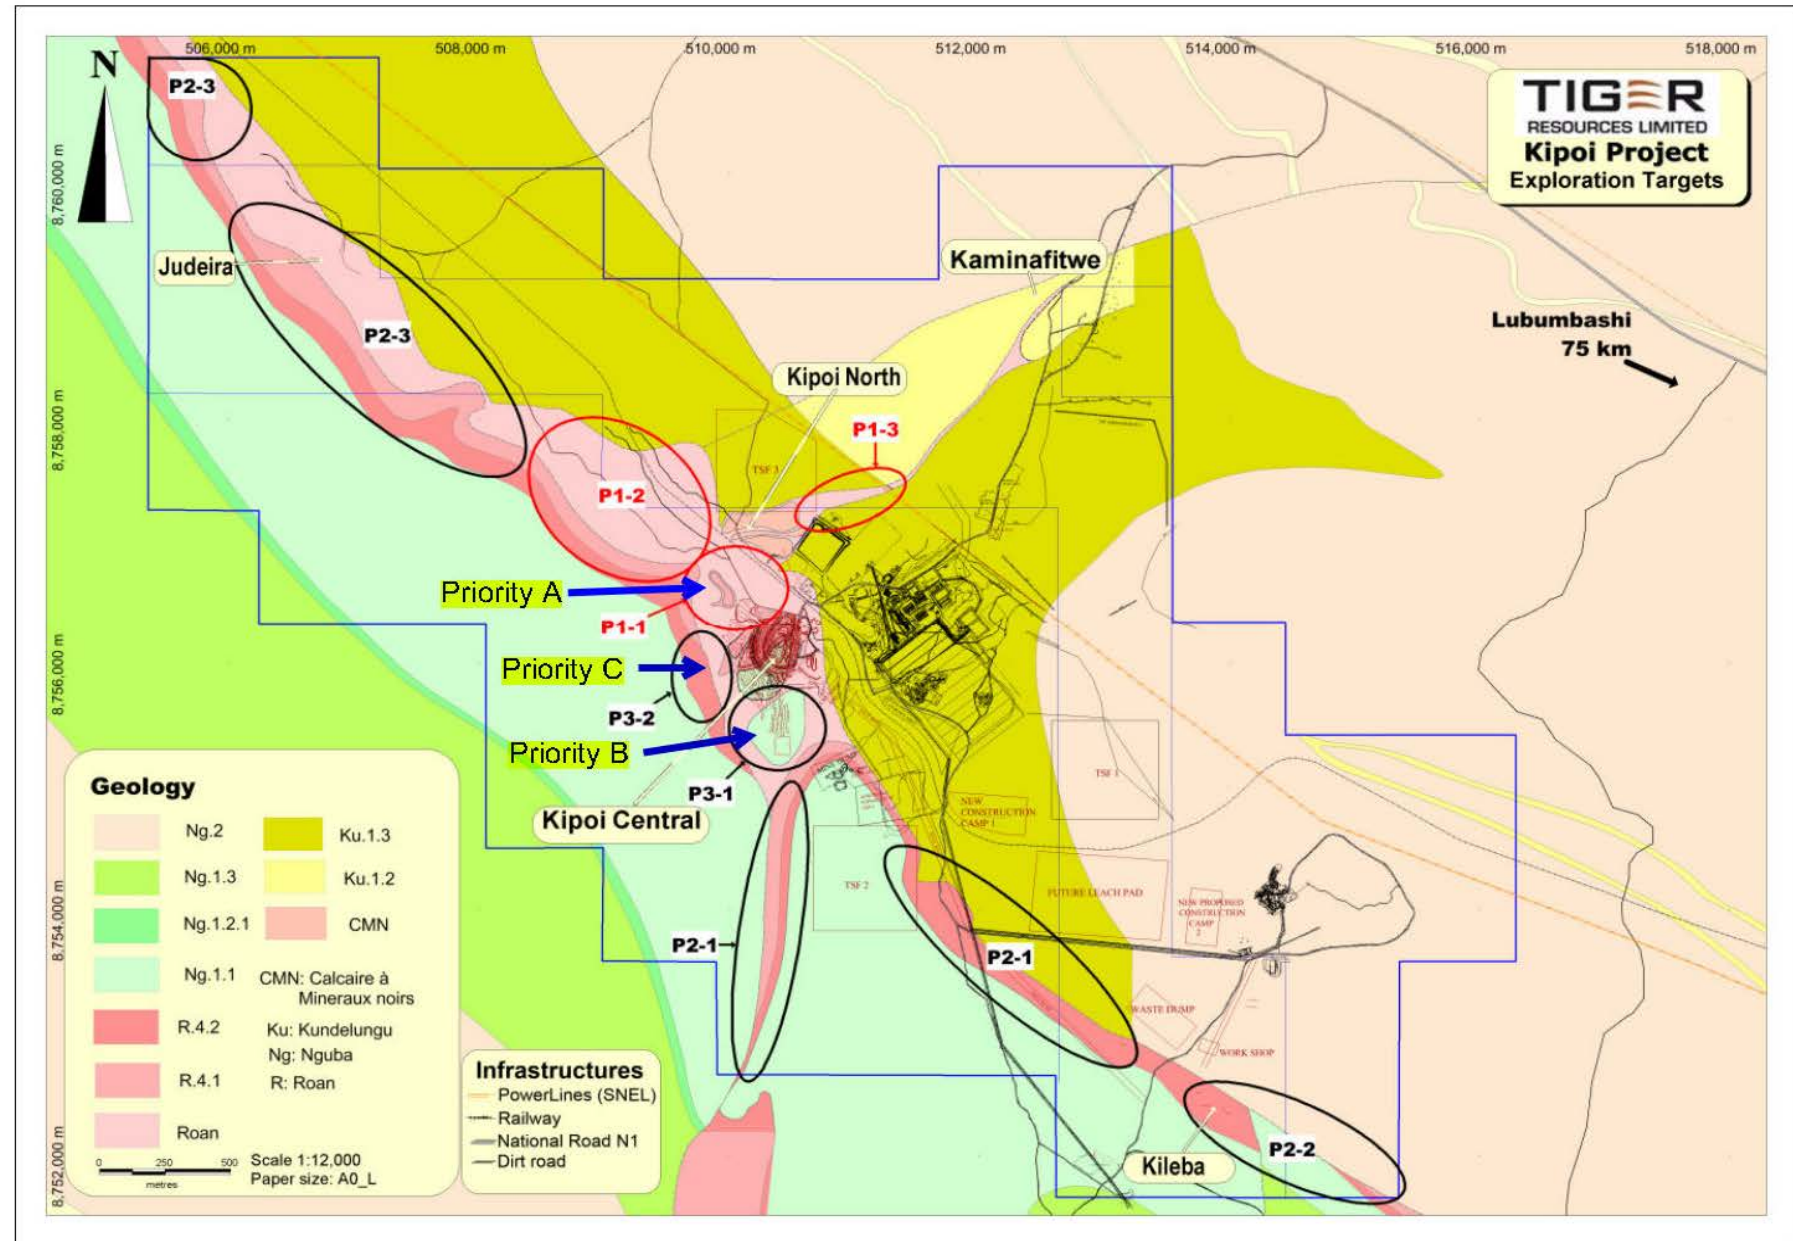 506,000 m
508,000 m
510,000 m
512,000 m
514,000 m
516,000 m
518,000 m
N
P2-3
TIGER
RESOURCES LIMITED
Kipoi Project
Exploration Targets
8,760,000 m
Judeira
Kaminafitwe
P2-3
Lubumbashi
75 km
Kipoi North
8,758,000 m
P1-3
TSF 3
P1-2
Priority A
P1-1
Priority C
8,756,000 m
P3-2
Priority B
P3-1
TSF 1
Kipoi Central
NEW
CONSTRUCTION
CAMP 1
TSF 2
FUTURE LEACH PAD
NEW PROPOSED
CONSTRUCTION
CAMP
2
8,754,000 m
P2-1
P2-1
WASTE DUMP
WORK SHOP
P2-2
Kileba
8,752,000 m
Geology
Ng.2
Ku.1.3
Ng.1.3
Ku.1.2
Ng.1.2.1
CMN
Ng.1.1
CMN: Calcaire à
Mineraux noirs
R.4.2
Ku: Kundelungu
Ng: Nguba
R.4.1
R: Roan
Roan
0 250 500
metres
Scale 1:12,000
Paper size: A0_L
Infrastructures
PowerLines (SNEL)
Railway
National Road N1
Dirt road